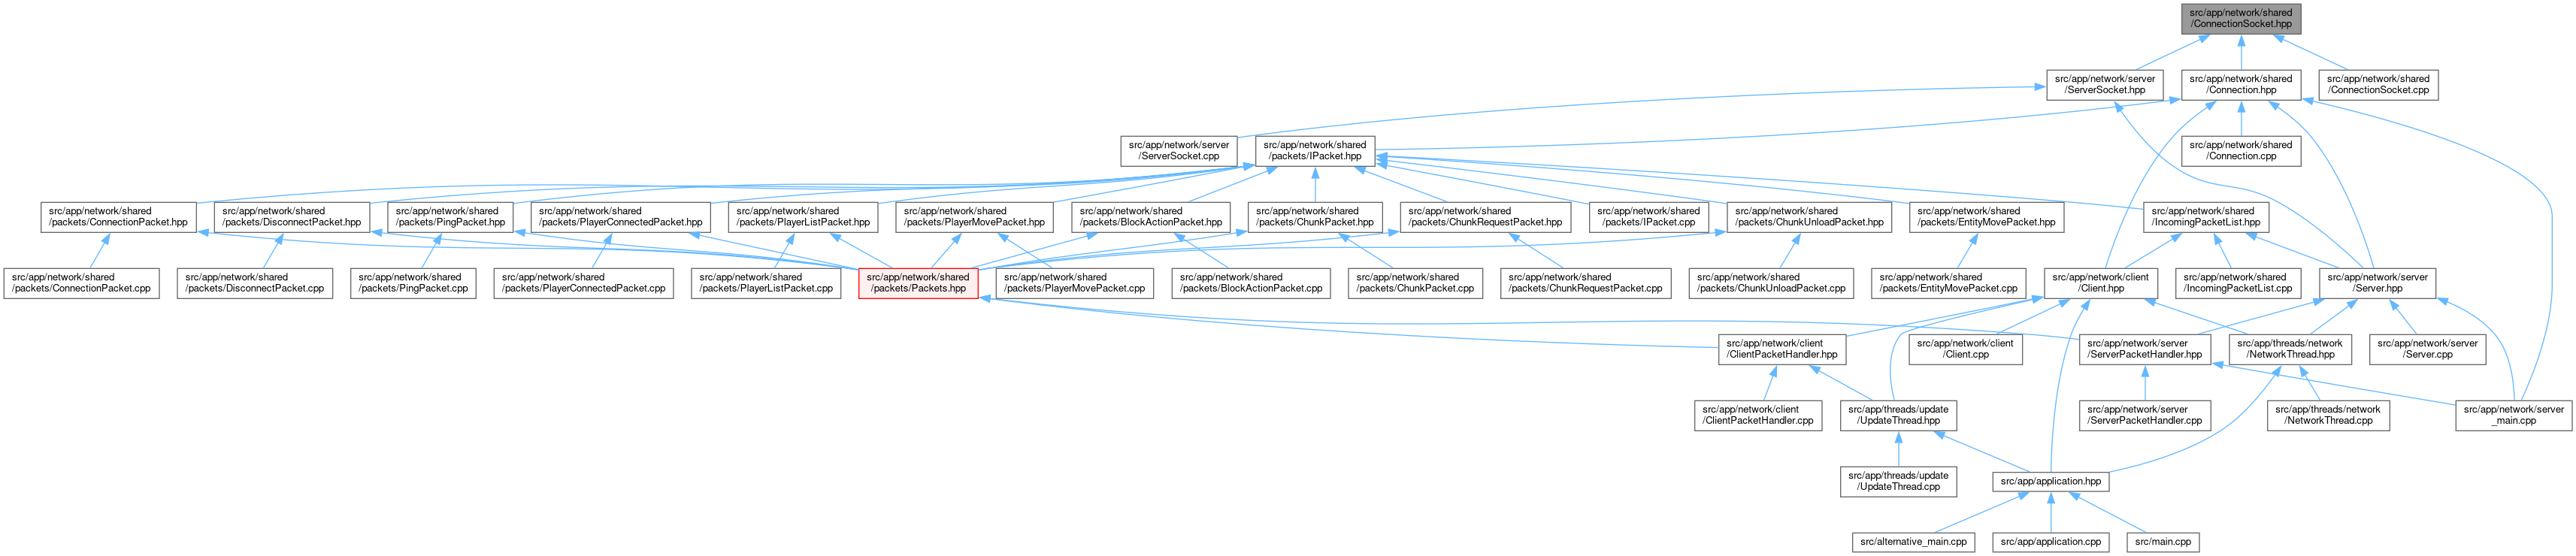 src/app/network/shared
/ConnectionSocket.hpp
src/app/network/server
/ServerSocket.hpp
src/app/network/shared
/Connection.hpp
src/app/network/shared
/ConnectionSocket.cpp
src/app/network/server
/ServerSocket.cpp
src/app/network/shared
/packets/IPacket.hpp
src/app/network/shared
/Connection.cpp
src/app/network/shared
/packets/ConnectionPacket.hpp
src/app/network/shared
/packets/DisconnectPacket.hpp
src/app/network/shared
/packets/PingPacket.hpp
src/app/network/shared
/packets/PlayerConnectedPacket.hpp
src/app/network/shared
/packets/PlayerListPacket.hpp
src/app/network/shared
/packets/PlayerMovePacket.hpp
src/app/network/shared
/packets/BlockActionPacket.hpp
src/app/network/shared
/packets/ChunkPacket.hpp
src/app/network/shared
/packets/ChunkRequestPacket.hpp
src/app/network/shared
/packets/IPacket.cpp
src/app/network/shared
/packets/ChunkUnloadPacket.hpp
src/app/network/shared
/packets/EntityMovePacket.hpp
src/app/network/shared
/IncomingPacketList.hpp
src/app/network/shared
/packets/ConnectionPacket.cpp
src/app/network/shared
/packets/DisconnectPacket.cpp
src/app/network/shared
/packets/PingPacket.cpp
src/app/network/shared
/packets/PlayerConnectedPacket.cpp
src/app/network/shared
/packets/PlayerListPacket.cpp
src/app/network/shared
/packets/Packets.hpp
src/app/network/shared
/packets/PlayerMovePacket.cpp
src/app/network/shared
/packets/BlockActionPacket.cpp
src/app/network/shared
/packets/ChunkPacket.cpp
src/app/network/shared
/packets/ChunkRequestPacket.cpp
src/app/network/shared
/packets/ChunkUnloadPacket.cpp
src/app/network/shared
/packets/EntityMovePacket.cpp
src/app/network/client
/Client.hpp
src/app/network/shared
/IncomingPacketList.cpp
src/app/network/server
/Server.hpp
src/app/network/client
/ClientPacketHandler.hpp
src/app/network/client
/Client.cpp
src/app/network/server
/ServerPacketHandler.hpp
src/app/threads/network
/NetworkThread.hpp
src/app/network/server
/Server.cpp
src/app/network/client
/ClientPacketHandler.cpp
src/app/threads/update
/UpdateThread.hpp
src/app/network/server
/ServerPacketHandler.cpp
src/app/threads/network
/NetworkThread.cpp
src/app/network/server
_main.cpp
src/app/threads/update
/UpdateThread.cpp
src/app/application.hpp
src/alternative_main.cpp
src/app/application.cpp
src/main.cpp